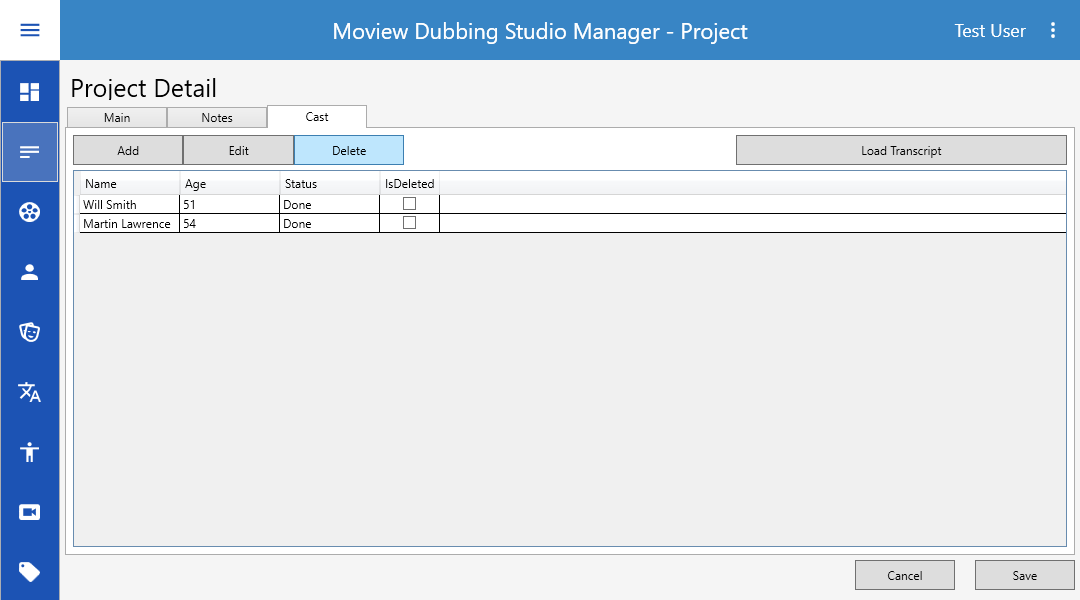 Moview Dubbing Studio Manager - Project
Test User
Project Detail
Main Notes Cast
Add Edit Delete Load Transcript
Name Age Status IsDeleted
Will Smith 51 Done
Martin Lawrence 54 Done
Cancel Save